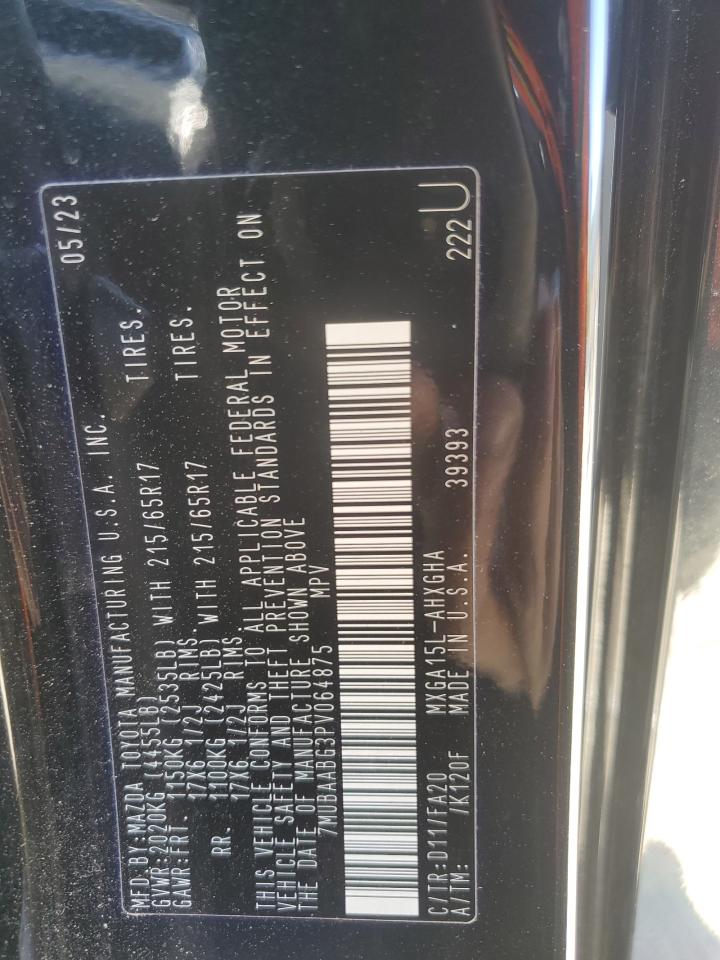 MFD.BY:MAZDA TOYOTA MANUFACTURING U.S.A. INC. 05/23
GVWR:2020KG (4455LB)
GAWR:FRT. 1150KG (2535LB) WITH 215/65R17 TIRES.
17X6 1/2J RIMS.
RR. 1100KG (2425LB) WITH 215/65R17 TIRES.
17X6 1/2J RIMS.
THIS VEHICLE CONFORMS TO ALL APPLICABLE FEDERAL MOTOR
VEHICLE SAFETY AND THEFT PREVENTION STANDARDS IN EFFECT ON
THE DATE OF MANUFACTURE SHOWN ABOVE
7MUBAABG3PV064875 MPV
C/TR:D117/FA20 MXGA15L-AHXGHA 222 U
A/TM: /K120F MADE IN U.S.A. 39393